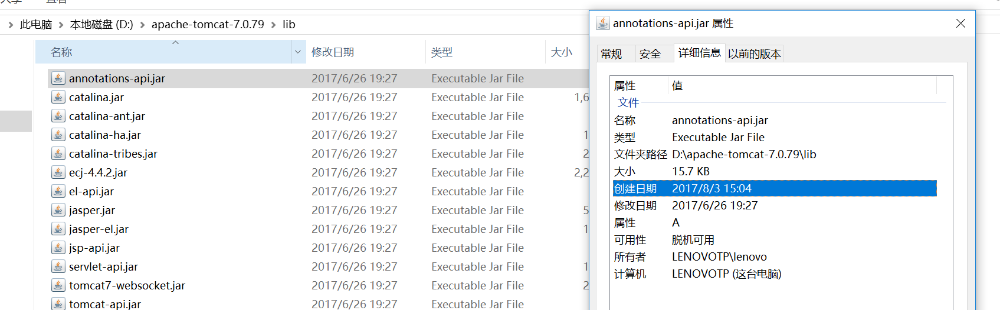 此电脑 本地磁盘 (D:) apache-tomcat-7.0.79 lib
名称 修改日期 类型 大小
annotations-api.jar 2017/6/26 19:27 Executable Jar File
catalina.jar 2017/6/26 19:27 Executable Jar File 1,6
catalina-ant.jar 2017/6/26 19:27 Executable Jar File
catalina-ha.jar 2017/6/26 19:27 Executable Jar File 1
catalina-tribes.jar 2017/6/26 19:27 Executable Jar File 2
ecj-4.4.2.jar 2017/6/26 19:27 Executable Jar File 2,2
el-api.jar 2017/6/26 19:27 Executable Jar File
jasper.jar 2017/6/26 19:27 Executable Jar File 5
jasper-el.jar 2017/6/26 19:27 Executable Jar File 1
jsp-api.jar 2017/6/26 19:27 Executable Jar File
servlet-api.jar 2017/6/26 19:27 Executable Jar File 1
tomcat7-websocket.jar 2017/6/26 19:27 Executable Jar File 2
tomcat-api.jar 2017/6/26 19:27 Executable Jar File
annotations-api.jar 属性
常规 安全 详细信息 以前的版本
属性 值
文件
名称 annotations-api.jar
类型 Executable Jar File
文件夹路径 D:\apache-tomcat-7.0.79\lib
大小 15.7 KB
创建日期 2017/8/3 15:04
修改日期 2017/6/26 19:27
属性 A
可用性 脱机可用
所有者 LENOVOTP\lenovo
计算机 LENOVOTP (这台电脑)